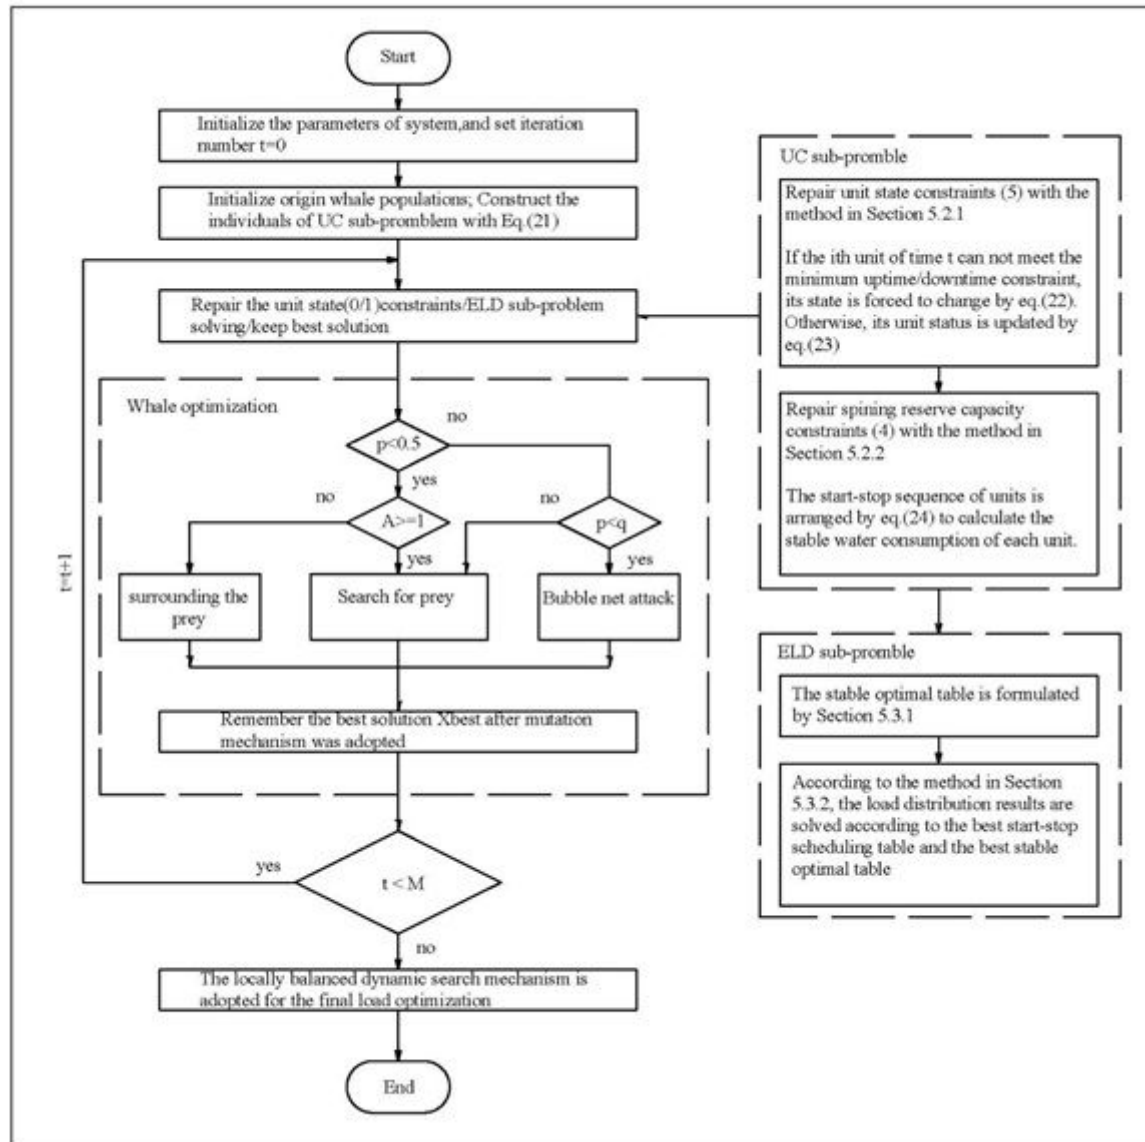 Start
Initialize the parameters of system,and set iteration
number t=0
Initialize origin whale populations; Construct the
individuals of UC sub-promblem with Eq.(21)
Repair the unit state(0/1)constraints/ELD sub-problem
solving/keep best solution
Whale optimization
no
p<0.5
yes
no
A>=1
yes
no
p<q
yes
surrounding the
prey
Search for prey
Bubble net attack
Remember the best solution Xbest after mutation
mechanism was adopted
t=t+1
yes
t < M
no
The locally balanced dynamic search mechanism is
adopted for the final load optimization
End
UC sub-promble
Repair unit state constraints (5) with the
method in Section 5.2.1
If the ith unit of time t can not meet the
minimum uptime/downtime constraint,
its state is forced to change by eq.(22).
Otherwise, its unit status is updated by
eq.(23)
Repair spining reserve capacity
constraints (4) with the method in
Section 5.2.2
The start-stop sequence of units is
arranged by eq.(24) to calculate the
stable water consumption of each unit.
ELD sub-promble
The stable optimal table is formulated
by Section 5.3.1
According to the method in Section
5.3.2, the load distribution results are
solved according to the best start-stop
scheduling table and the best stable
optimal table